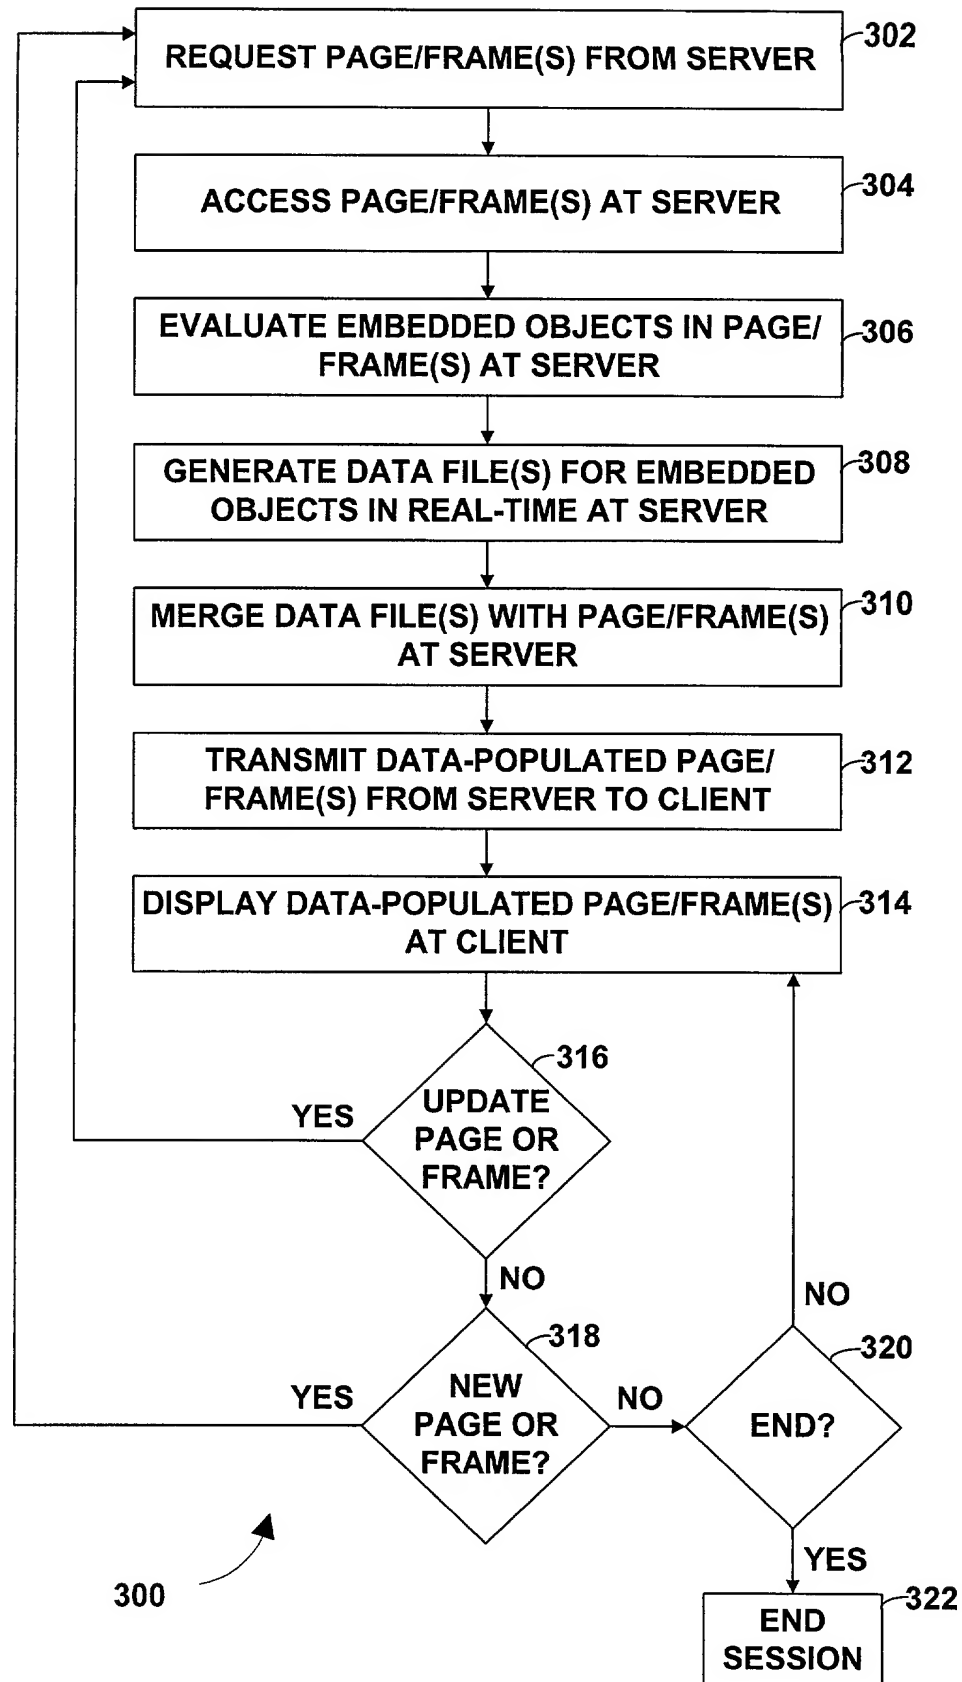 REQUEST PAGE/FRAME(S) FROM SERVER
302
ACCESS PAGE/FRAME(S) AT SERVER
304
EVALUATE EMBEDDED OBJECTS IN PAGE/
FRAME(S) AT SERVER
306
GENERATE DATA FILE(S) FOR EMBEDDED
OBJECTS IN REAL-TIME AT SERVER
308
MERGE DATA FILE(S) WITH PAGE/FRAME(S)
AT SERVER
310
TRANSMIT DATA-POPULATED PAGE/
FRAME(S) FROM SERVER TO CLIENT
312
DISPLAY DATA-POPULATED PAGE/FRAME(S)
AT CLIENT
314
316
YES
UPDATE
PAGE OR
FRAME?
NO
318
YES
NEW
PAGE OR
FRAME?
NO
NO
320
END?
YES
300
322
END
SESSION